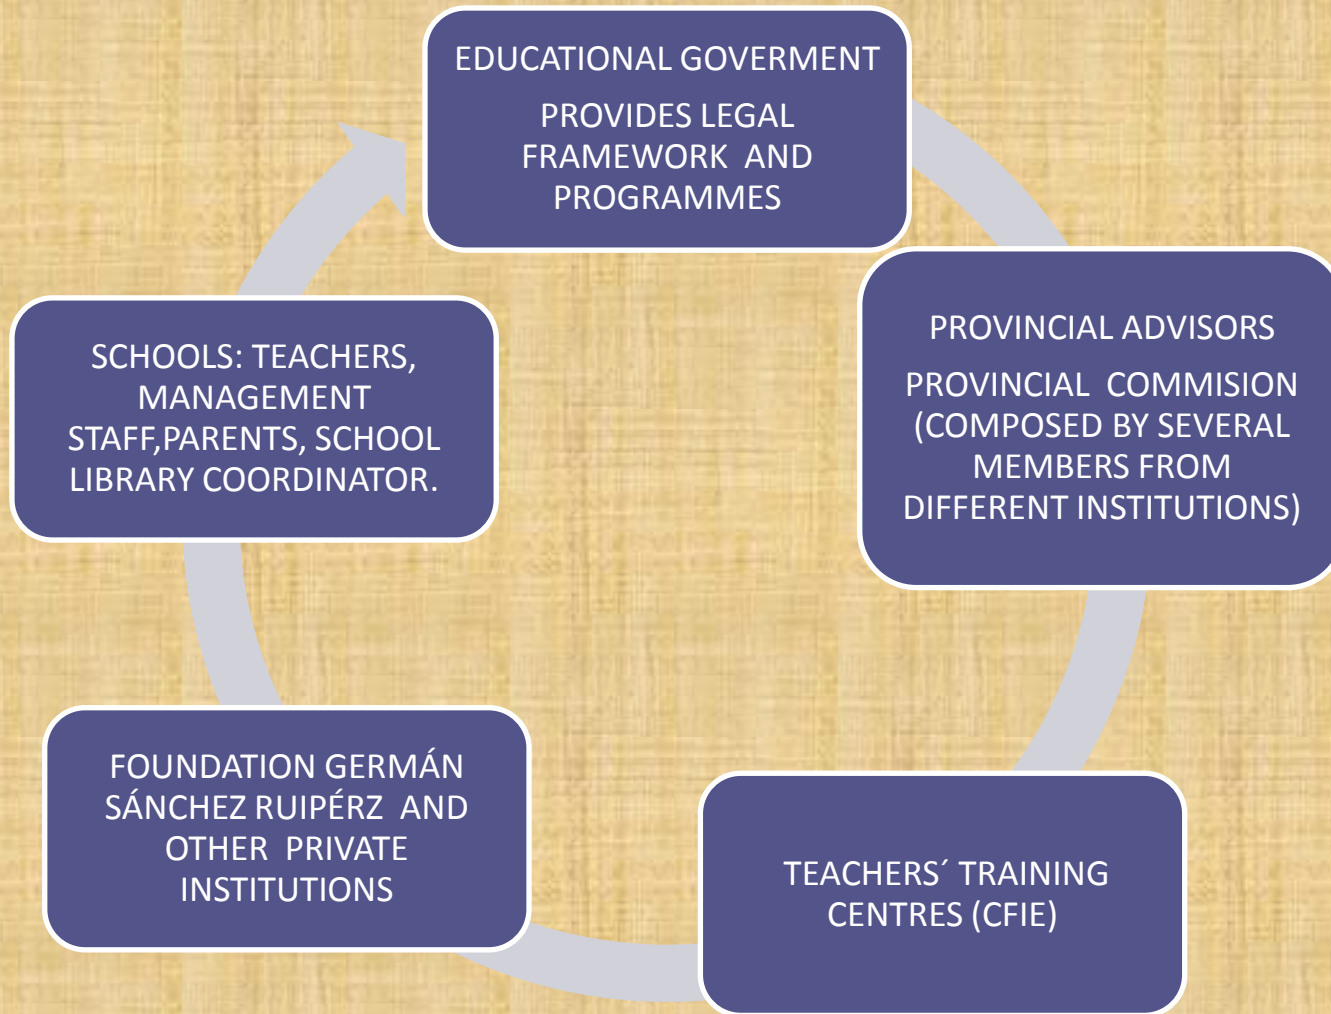 EDUCATIONAL GOVERMENT
PROVIDES LEGAL
FRAMEWORK AND
PROGRAMMES
PROVINCIAL ADVISORS
PROVINCIAL COMMISION
(COMPOSED BY SEVERAL
MEMBERS FROM
DIFFERENT INSTITUTIONS)
TEACHERS´ TRAINING
CENTRES (CFIE)
FOUNDATION GERMÁN
SÁNCHEZ RUIPÉRZ AND
OTHER PRIVATE
INSTITUTIONS
SCHOOLS: TEACHERS,
MANAGEMENT
STAFF,PARENTS, SCHOOL
LIBRARY COORDINATOR.